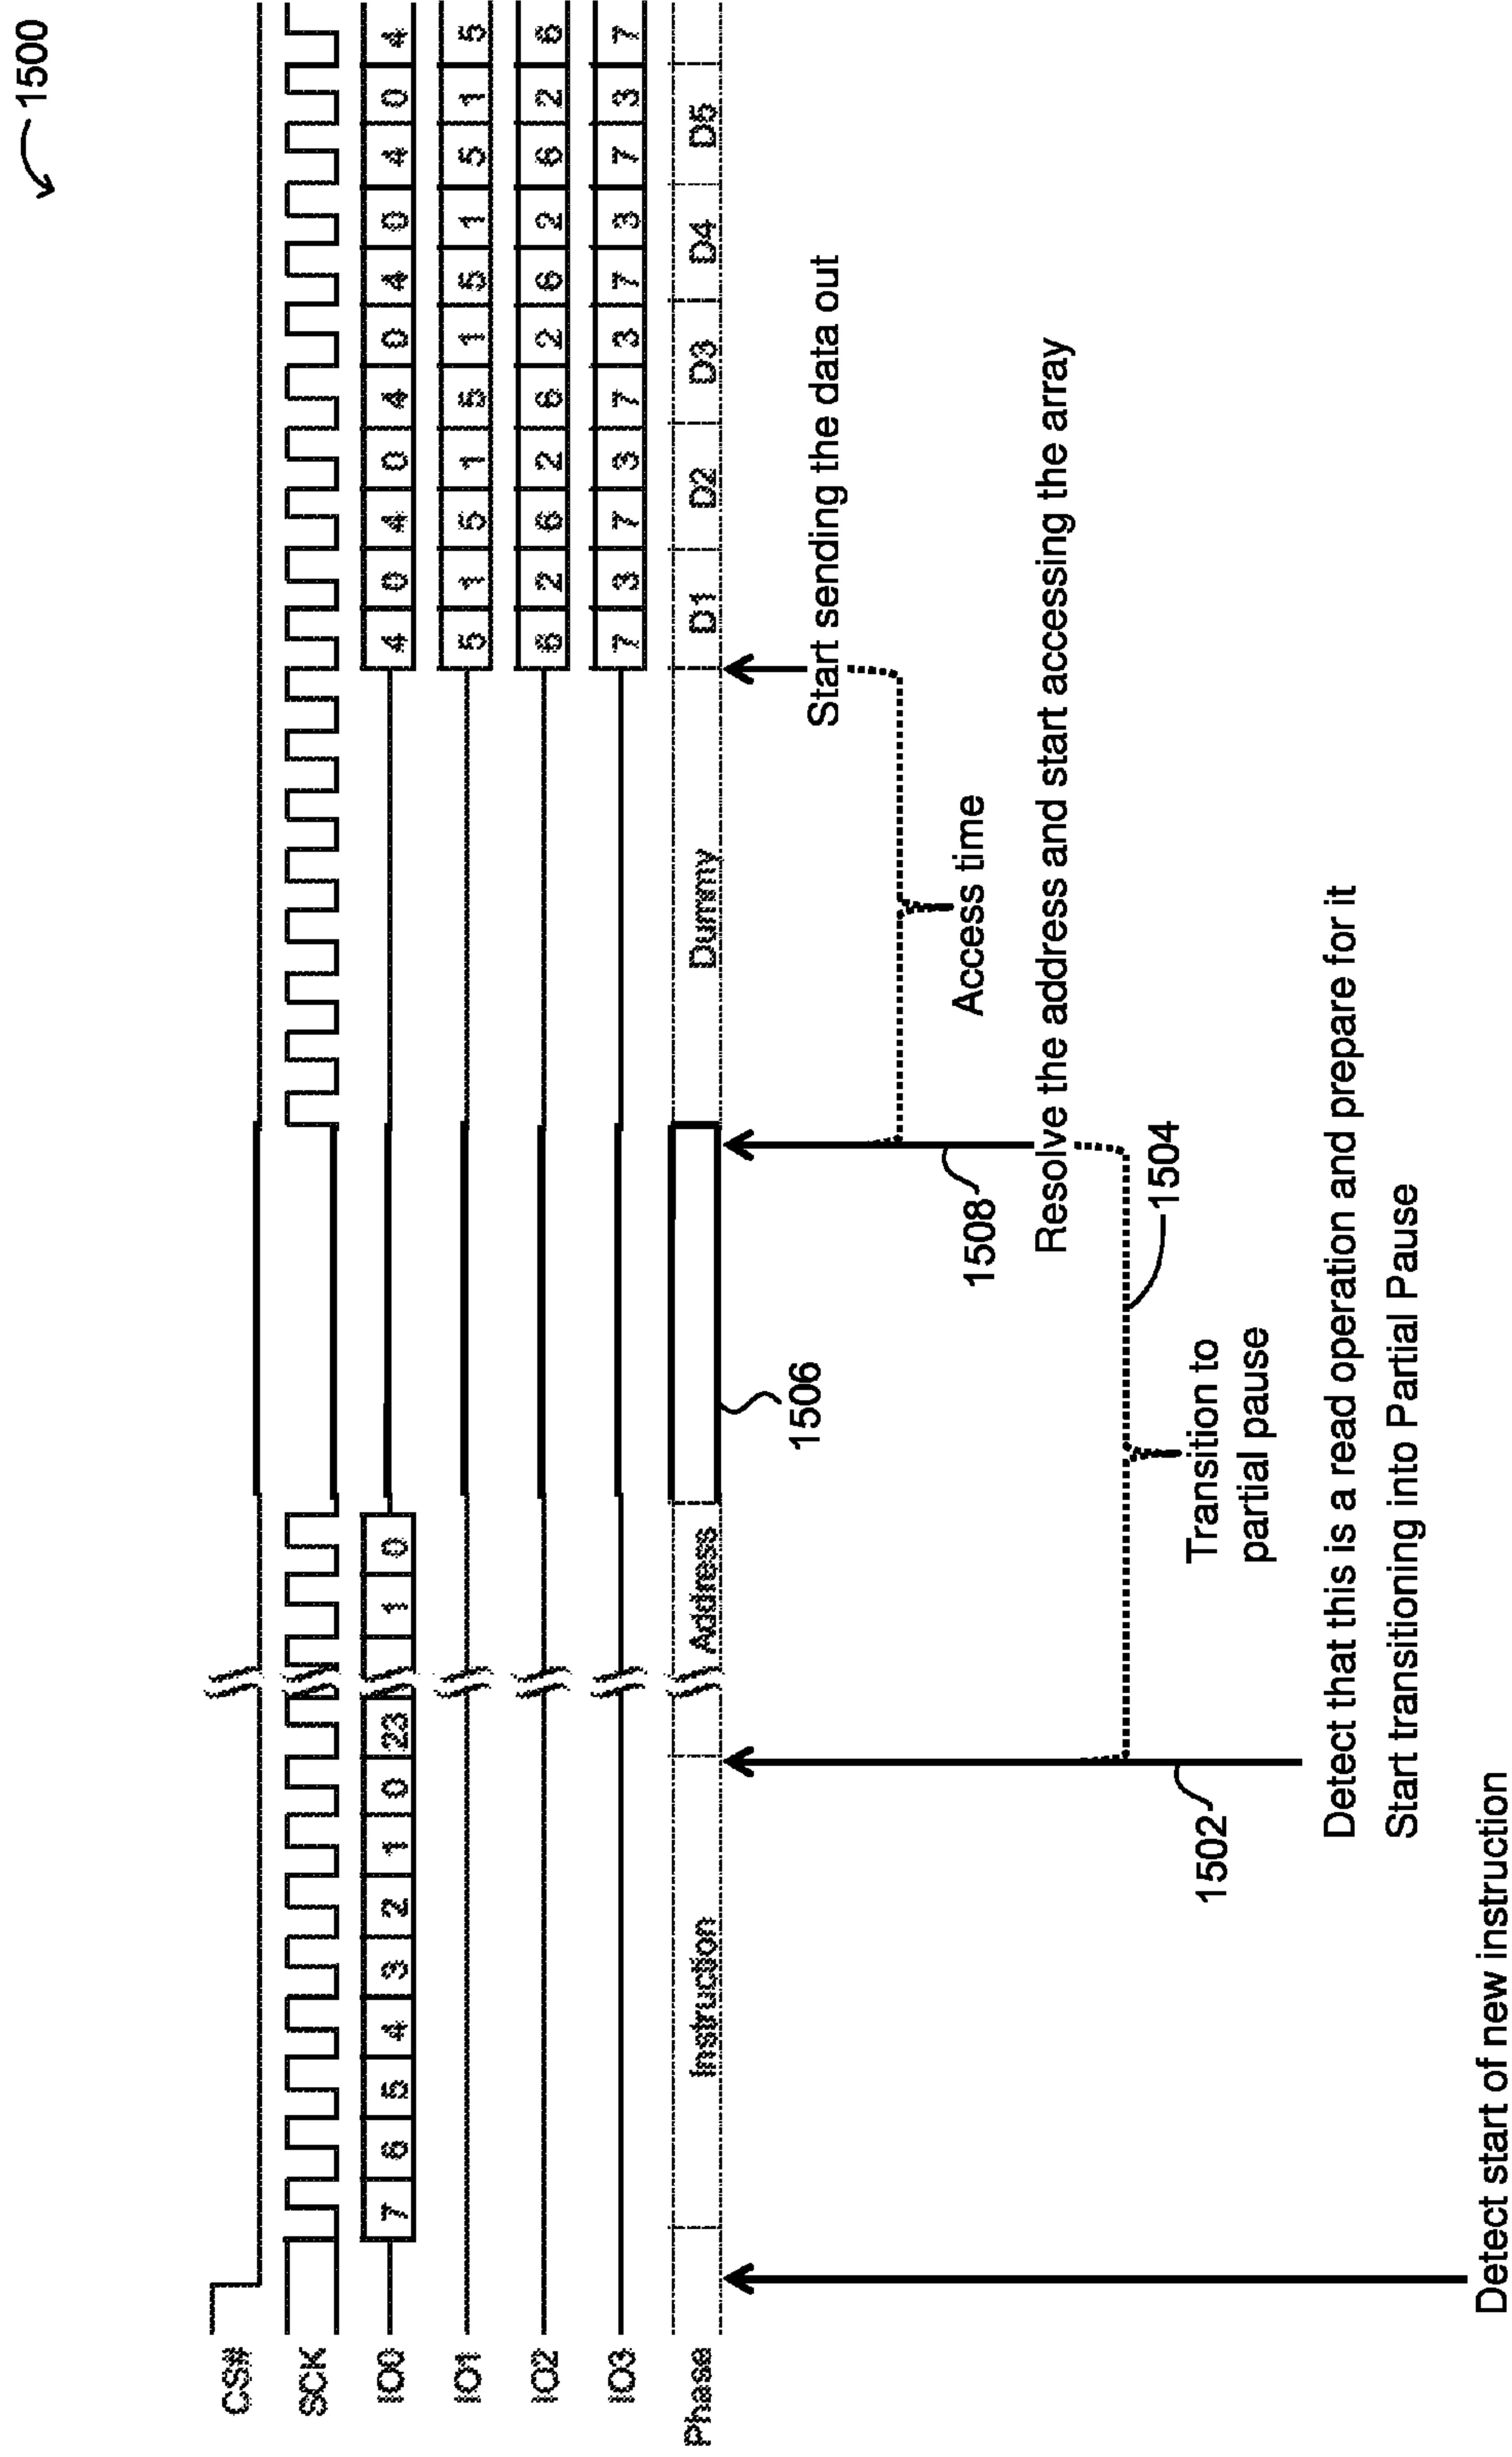 1500
CS#
SCK
IO0 7 6 5 4 3 2 1 0 23 1 0 4 0 4 0 4 0 4 0 4 0 4
IO1 5 1 5 1 5 1 5 1 5 1 5
IO2 6 2 6 2 6 2 6 2 6 2 6
IO3 7 3 7 3 7 3 7 3 7 3 7
Phase Instruction Address Dummy D1 D2 D3 D4 D5
1506
Start sending the data out
Access time
1508
Resolve the address and start accessing the array
1504
1502
Transition to
partial pause
Detect that this is a read operation and prepare for it
Start transitioning into Partial Pause
Detect start of new instruction